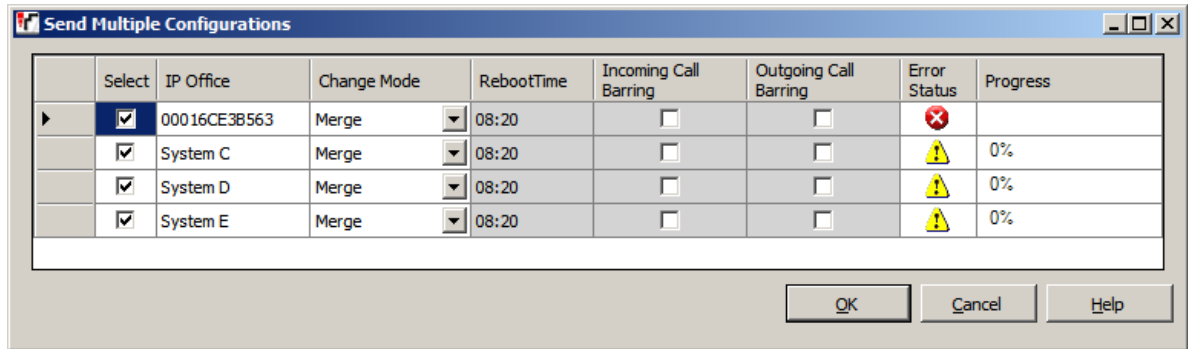 Send Multiple Configurations
Select IP Office Change Mode RebootTime Incoming Call Barring Outgoing Call Barring Error Status Progress
00016CE3B563 Merge 08:20
System C Merge 08:20 0%
System D Merge 08:20 0%
System E Merge 08:20 0%
OK Cancel Help